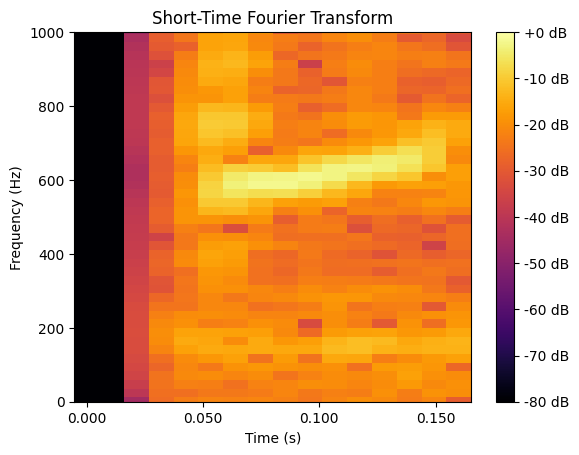 Short-Time Fourier Transform
1000
800
600
400
200
0
Frequency (Hz)
0.000
0.050
0.100
0.150
Time (s)
+0 dB
-10 dB
-20 dB
-30 dB
-40 dB
-50 dB
-60 dB
-70 dB
-80 dB